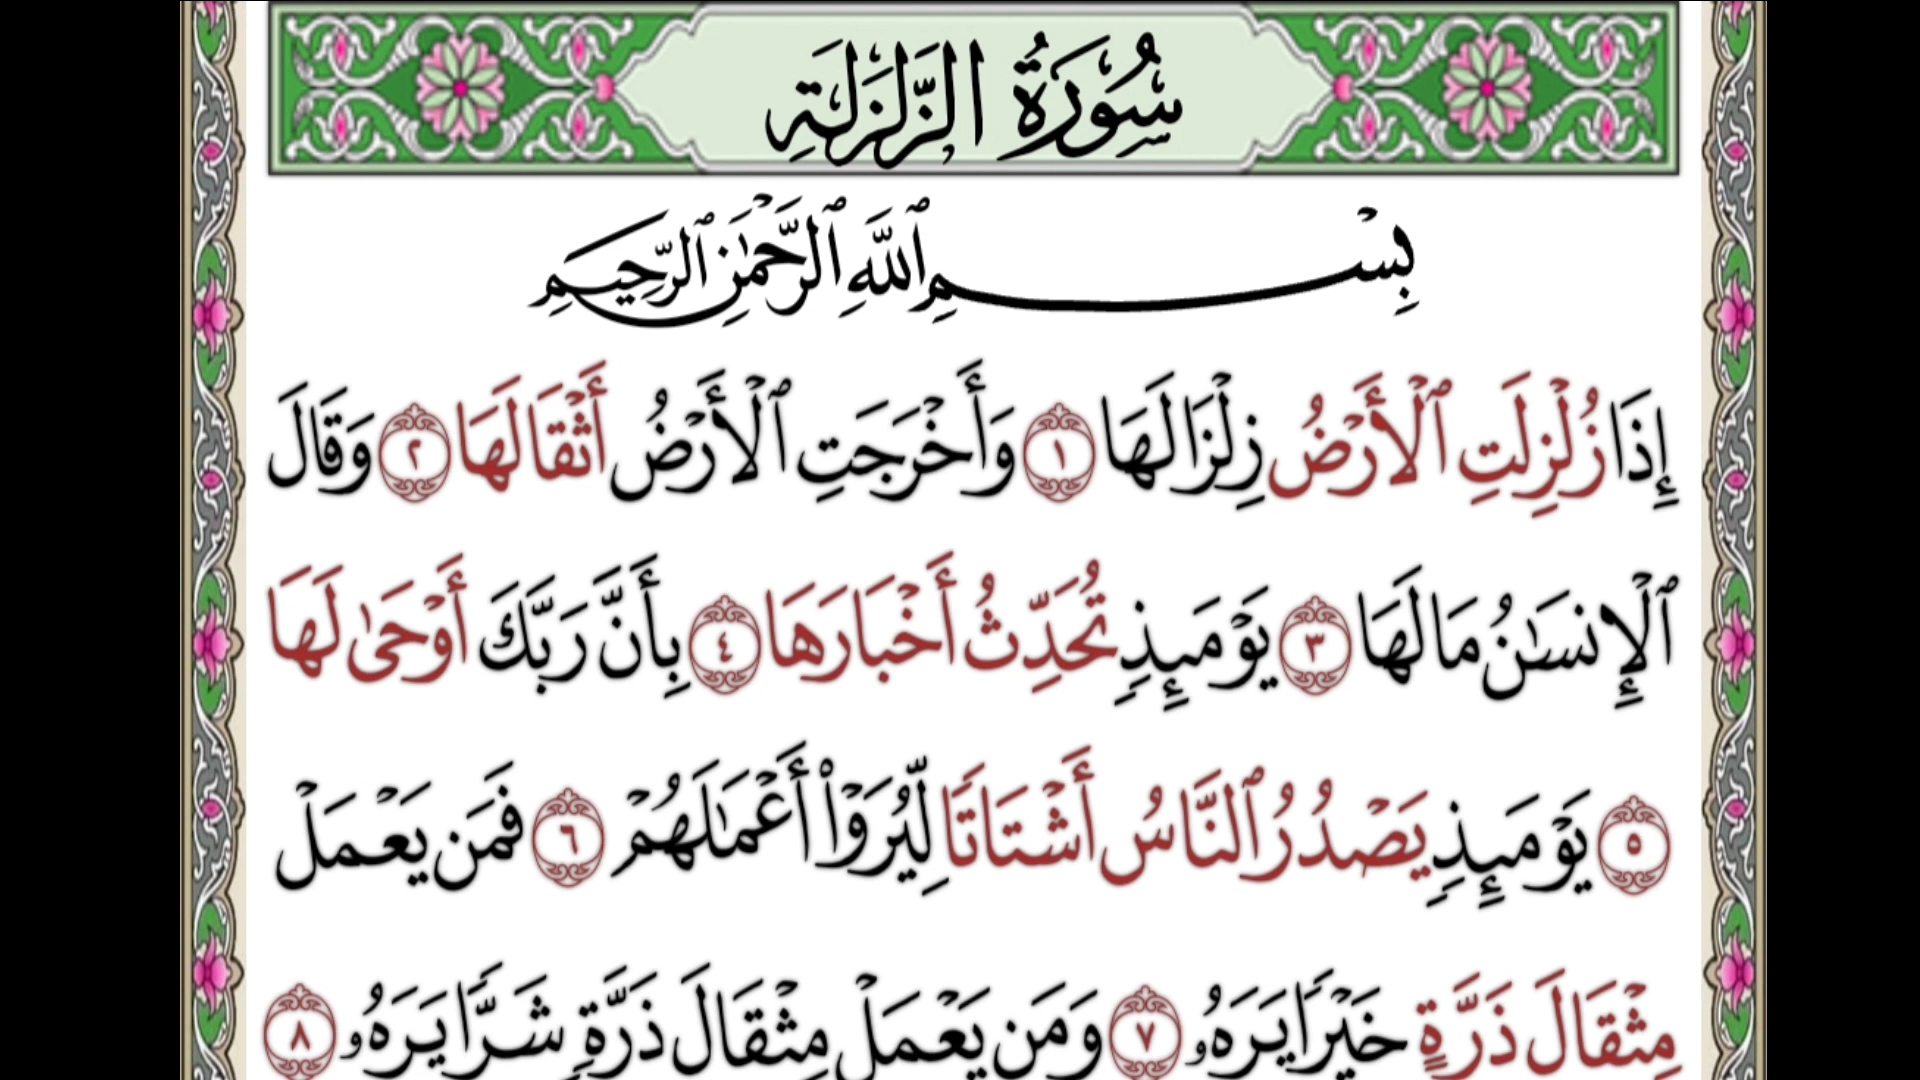 سُورَةُ الزَّلْزَلَةِ
بِسْمِ ٱللَّهِ ٱلرَّحْمَٰنِ ٱلرَّحِيمِ
إِذَا زُلْزِلَتِ ٱلْأَرْضُ زِلْزَالَهَا ١ وَأَخْرَجَتِ ٱلْأَرْضُ أَثْقَالَهَا ٢ وَقَالَ
ٱلْإِنسَٰنُ مَا لَهَا ٣ يَوْمَئِذٍ تُحَدِّثُ أَخْبَارَهَا ٤ بِأَنَّ رَبَّكَ أَوْحَىٰ لَهَا
٥ يَوْمَئِذٍ يَصْدُرُ ٱلنَّاسُ أَشْتَاتًا لِّيُرَوْا۟ أَعْمَٰلَهُمْ ٦ فَمَن يَعْمَلْ
مِثْقَالَ ذَرَّةٍ خَيْرًا يَرَهُۥ ٧ وَمَن يَعْمَلْ مِثْقَالَ ذَرَّةٍ شَرًّا يَرَهُۥ ٨